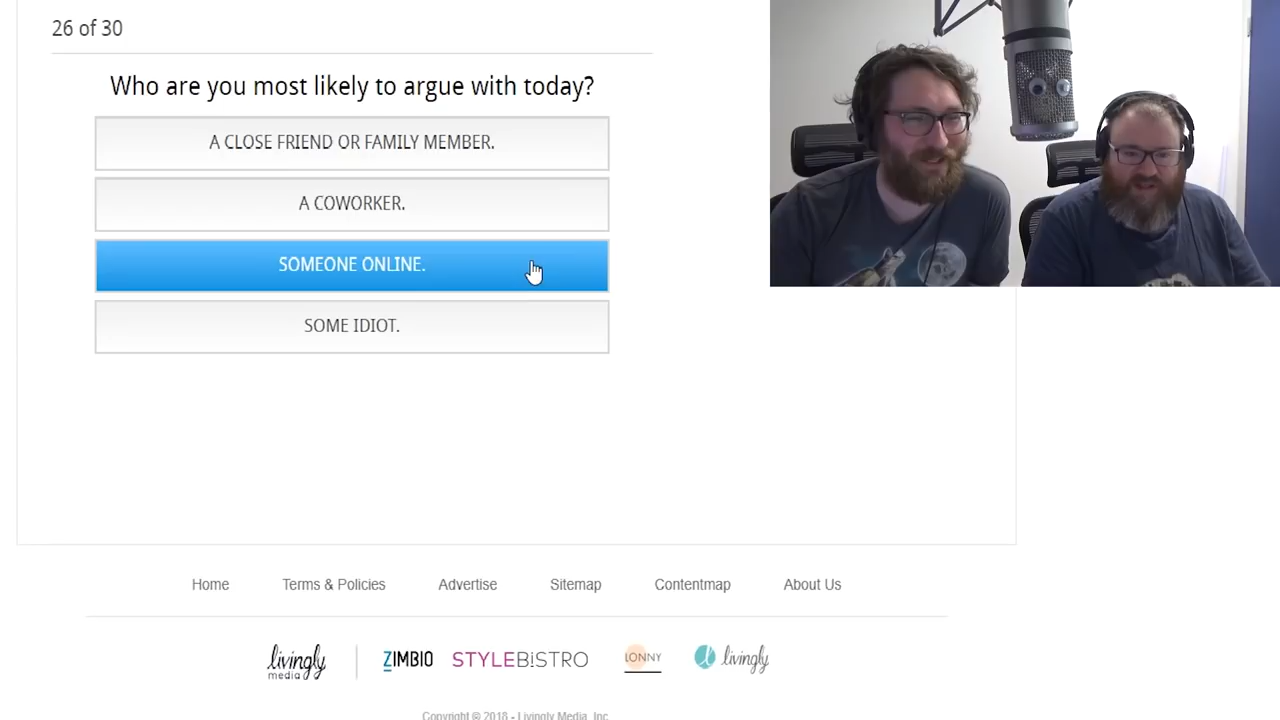 26 of 30
Who are you most likely to argue with today?
A CLOSE FRIEND OR FAMILY MEMBER.
A COWORKER.
SOMEONE ONLINE.
SOME IDIOT.
Home Terms & Policies Advertise Sitemap Contentmap About Us
livingly media ZIMBIO STYLEBISTRO LONNY livingly
Copyright © 2018 - Livingly Media, Inc.